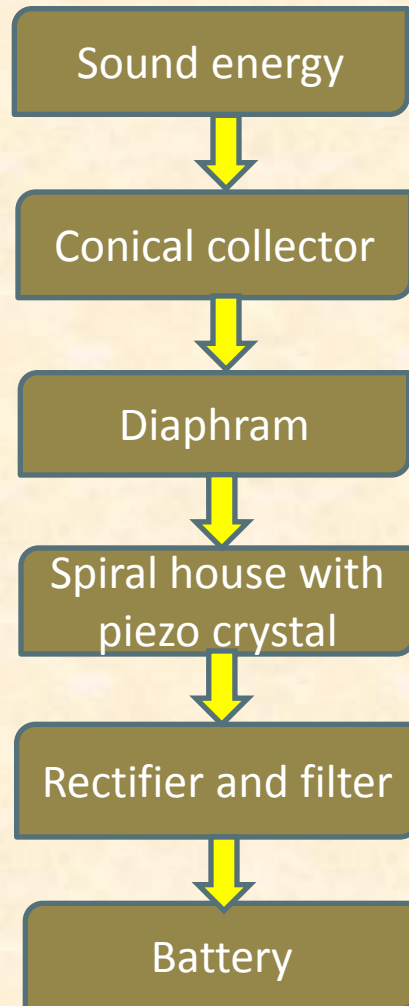 Sound energy
Conical collector
Diaphram
Spiral house with
piezo crystal
Rectifier and filter
Battery